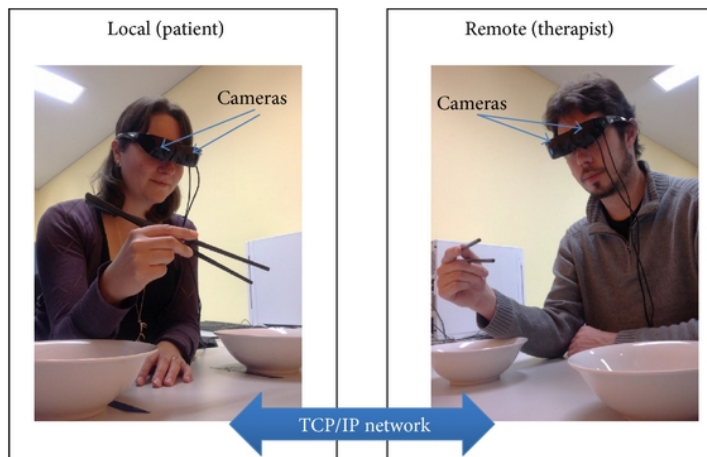 Local (patient)
Remote (therapist)
Cameras
Cameras
TCP/IP network